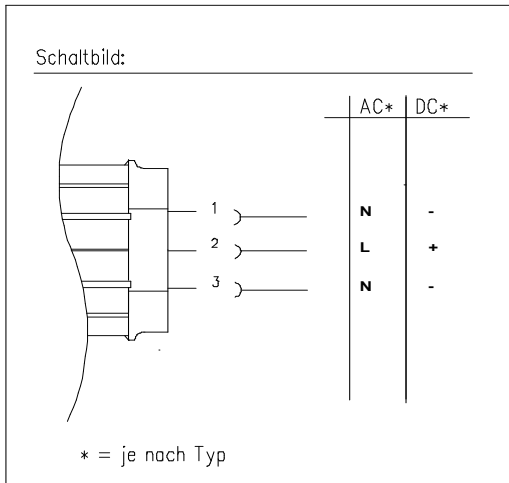 Schaltbild:
AC* DC*
1 N -
2 L +
3 N -
* = je nach Typ